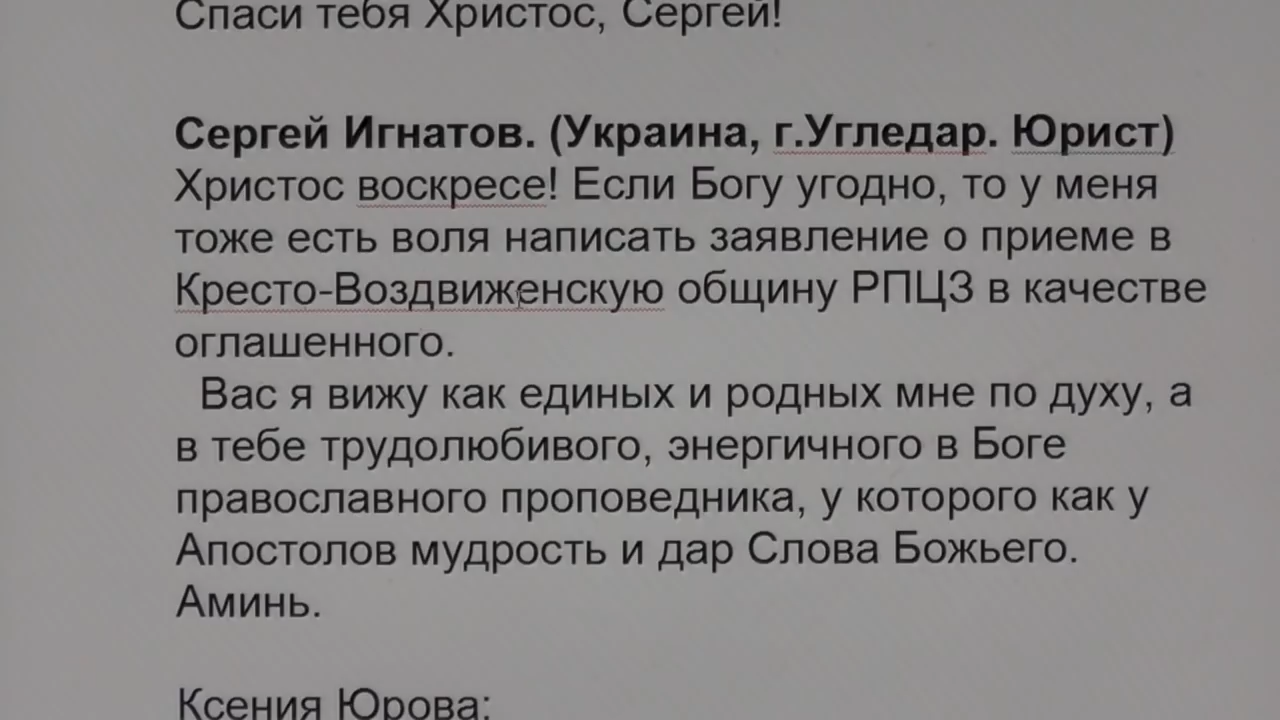 Спаси тебя Христос, Сергей!
Сергей Игнатов. (Украина, г.Угледар. Юрист)
Христос воскресе! Если Богу угодно, то у меня
тоже есть воля написать заявление о приеме в
Кресто-Воздвиженскую общину РПЦЗ в качестве
оглашенного.
Вас я вижу как единых и родных мне по духу, а
в тебе трудолюбивого, энергичного в Боге
православного проповедника, у которого как у
Апостолов мудрость и дар Слова Божьего.
Аминь.
Ксения Юрова: